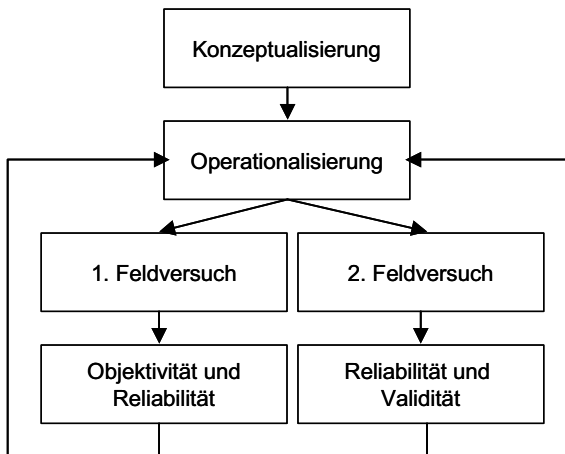 Konzeptualisierung
Operationalisierung
1. Feldversuch
2. Feldversuch
Objektivität und
Reliabilität
Reliabilität und
Validität